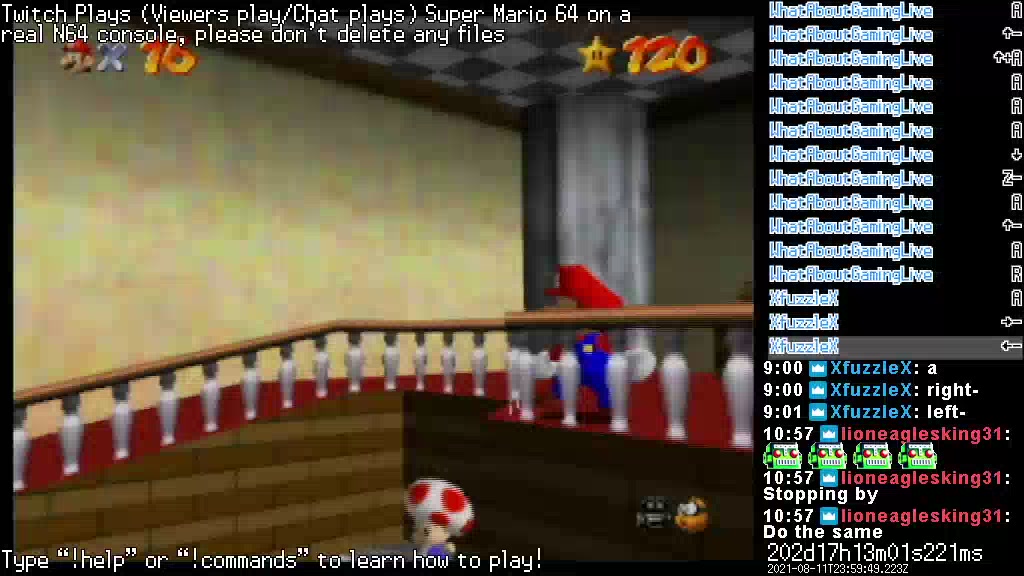 Twitch Plays (Viewers play/Chat plays) Super Mario 64 on a
real N64 console, please don't delete any files
X 16
120
WhatAboutGamingLive A
WhatAboutGamingLive ↑-
WhatAboutGamingLive ↑+A
WhatAboutGamingLive A
WhatAboutGamingLive A
WhatAboutGamingLive A
WhatAboutGamingLive ↓
WhatAboutGamingLive Z-
WhatAboutGamingLive A
WhatAboutGamingLive ↑-
WhatAboutGamingLive A
WhatAboutGamingLive R
XfuzzleX A
XfuzzleX →-
XfuzzleX ←-
9:00 XfuzzleX: a
9:00 XfuzzleX: right-
9:01 XfuzzleX: left-
10:57 lioneaglesking31:
10:57 lioneaglesking31:
Stopping by
10:57 lioneaglesking31:
Do the same
202d17h13m01s221ms
2021-08-11T23:59:49.223Z
Type "!help" or "!commands" to learn how to play!